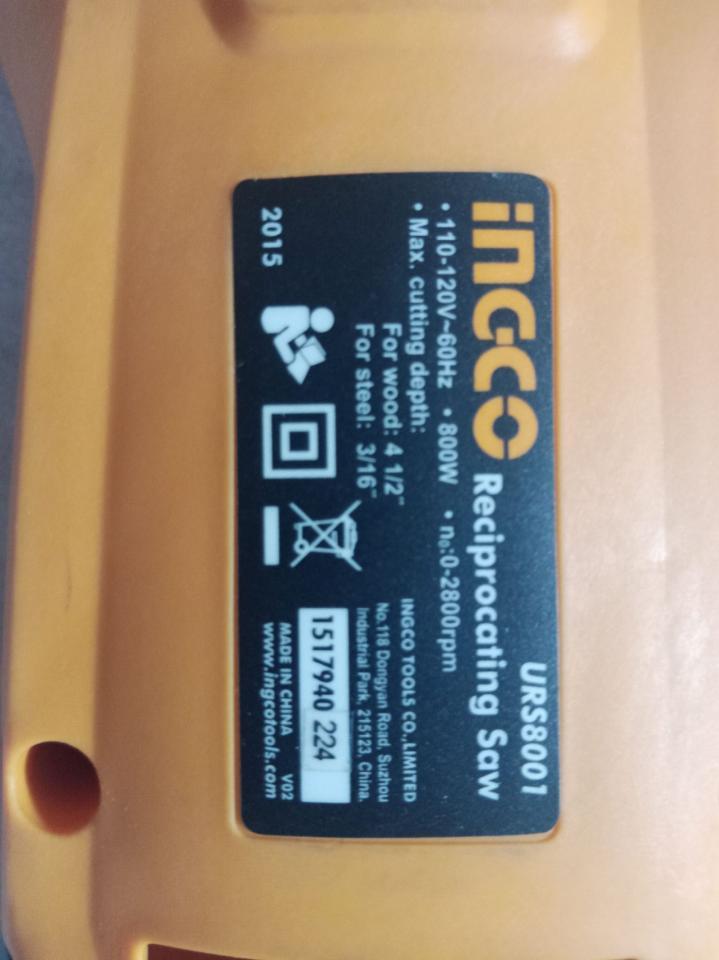 INGCO Reciprocating Saw
URS8001
• 110-120V~60Hz • 800W • n₀:0-2800rpm
• Max. cutting depth:
For wood: 4 1/2"
For steel: 3/16"
2015
INGCO TOOLS CO.,LIMITED
No.118 Dongyan Road, Suzhou
Industrial Park, 215123, China.
1517940 224
MADE IN CHINA V02
www.ingcotools.com